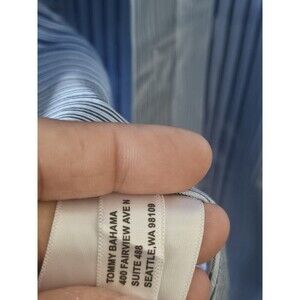 TOMMY BAHAMA
400 FAIRVIEW AVE N
SUITE 488
SEATTLE, WA 98109